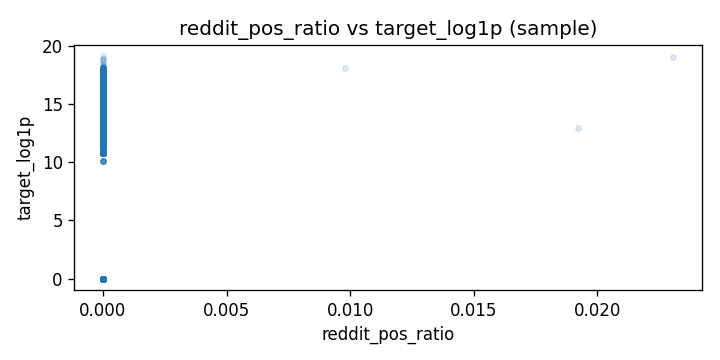 reddit_pos_ratio vs target_log1p (sample)
target_log1p
20
15
10
5
0
0.000 0.005 0.010 0.015 0.020
reddit_pos_ratio